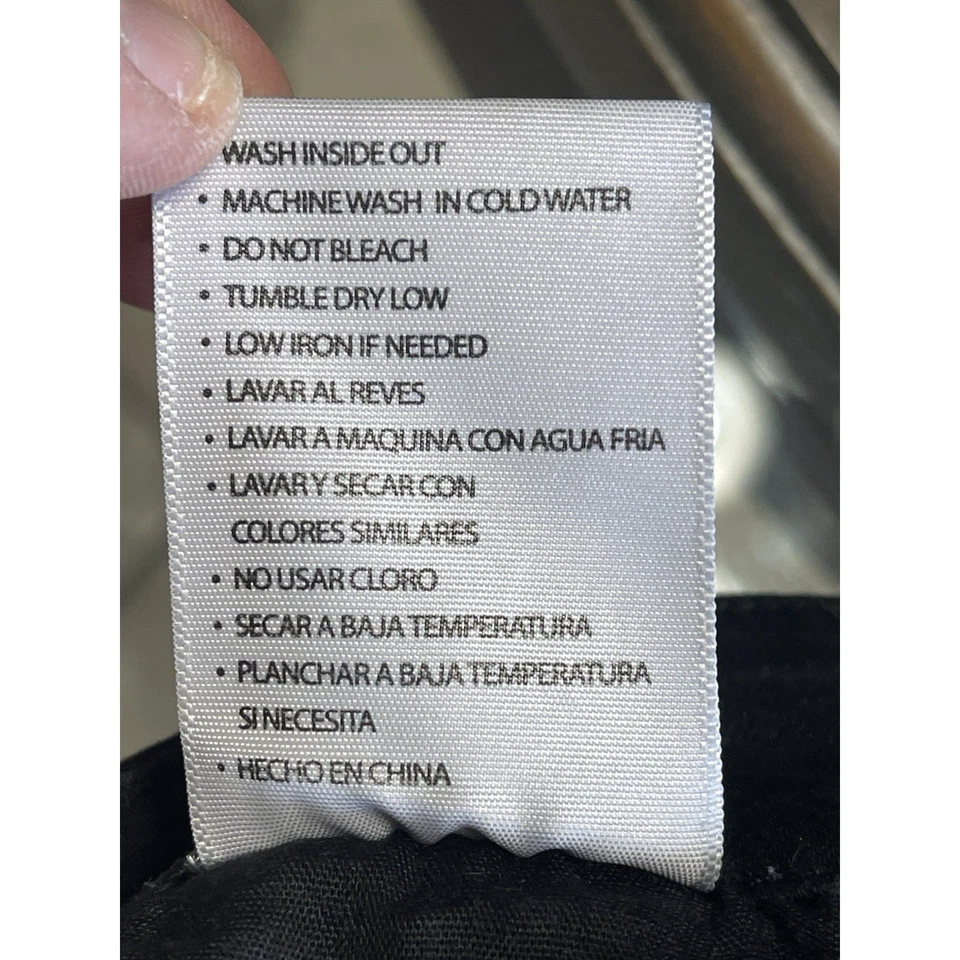 WASH INSIDE OUT
• MACHINE WASH IN COLD WATER
• DO NOT BLEACH
• TUMBLE DRY LOW
• LOW IRON IF NEEDED
• LAVAR AL REVES
• LAVAR A MAQUINA CON AGUA FRIA
• LAVAR Y SECAR CON
COLORES SIMILARES
• NO USAR CLORO
• SECAR A BAJA TEMPERATURA
• PLANCHAR A BAJA TEMPERATURA
SI NECESITA
• HECHO EN CHINA